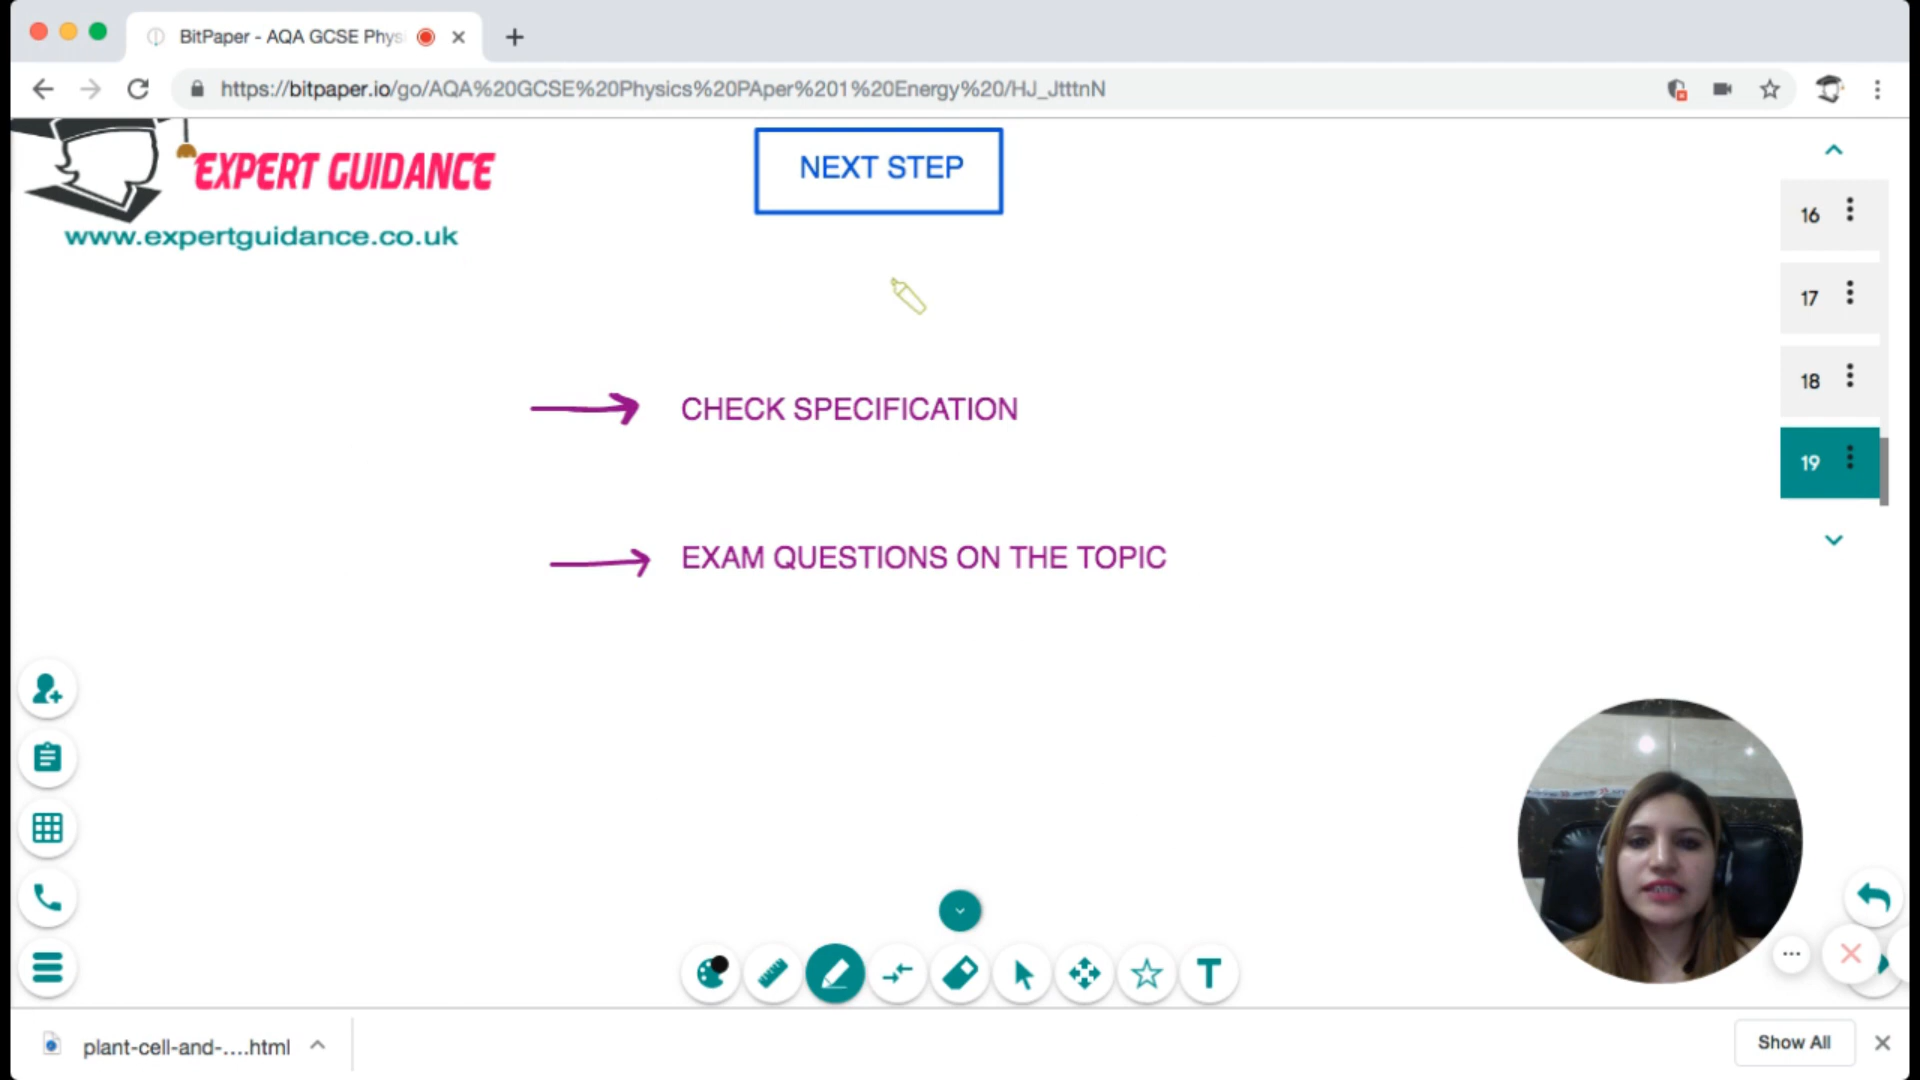 BitPaper - AQA GCSE Phys
https://bitpaper.io/go/AQA%20GCSE%20Physics%20PAper%201%20Energy%20/HJ_JtttnN
EXPERT GUIDANCE
www.expertguidance.co.uk
NEXT STEP
16
17
18
19
CHECK SPECIFICATION
EXAM QUESTIONS ON THE TOPIC
T
plant-cell-and-....html
Show All